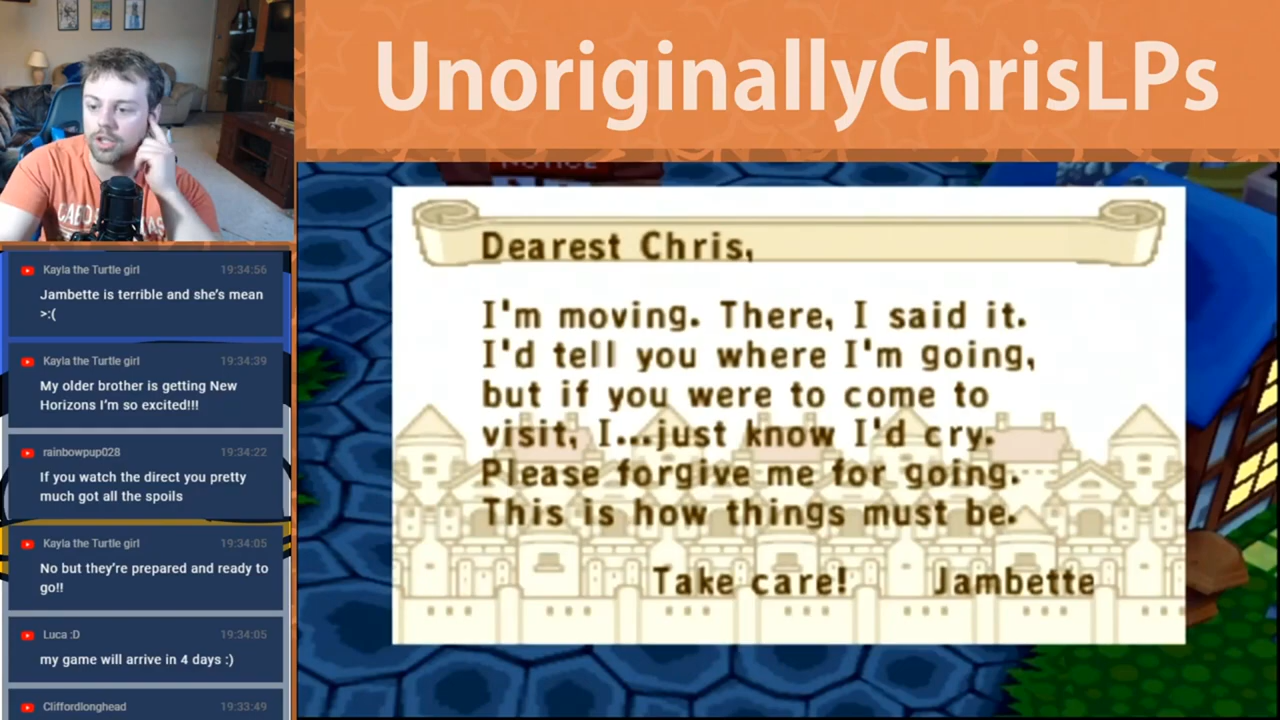 UnoriginallyChrisLPs
NOTICE
Dearest Chris,
I'm moving. There, I said it.
I'd tell you where I'm going,
but if you were to come to
visit, I...just know I'd cry.
Please forgive me for going.
This is how things must be.
Take care! Jambette
Kayla the Turtle girl 19:34:56
Jambette is terrible and she's mean
>:(
Kayla the Turtle girl 19:34:39
My older brother is getting New
Horizons I'm so excited!!!
rainbowpup028 19:34:22
If you watch the direct you pretty
much got all the spoils
Kayla the Turtle girl 19:34:05
No but they're prepared and ready to
go!!
Luca :D 19:34:05
my game will arrive in 4 days :)
Cliffordlonghead 19:33:49